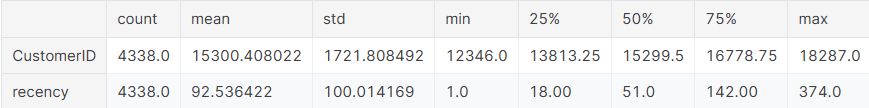 count mean std min 25% 50% 75% max
CustomerID 4338.0 15300.408022 1721.808492 12346.0 13813.25 15299.5 16778.75 18287.0
recency 4338.0 92.536422 100.014169 1.0 18.00 51.0 142.00 374.0